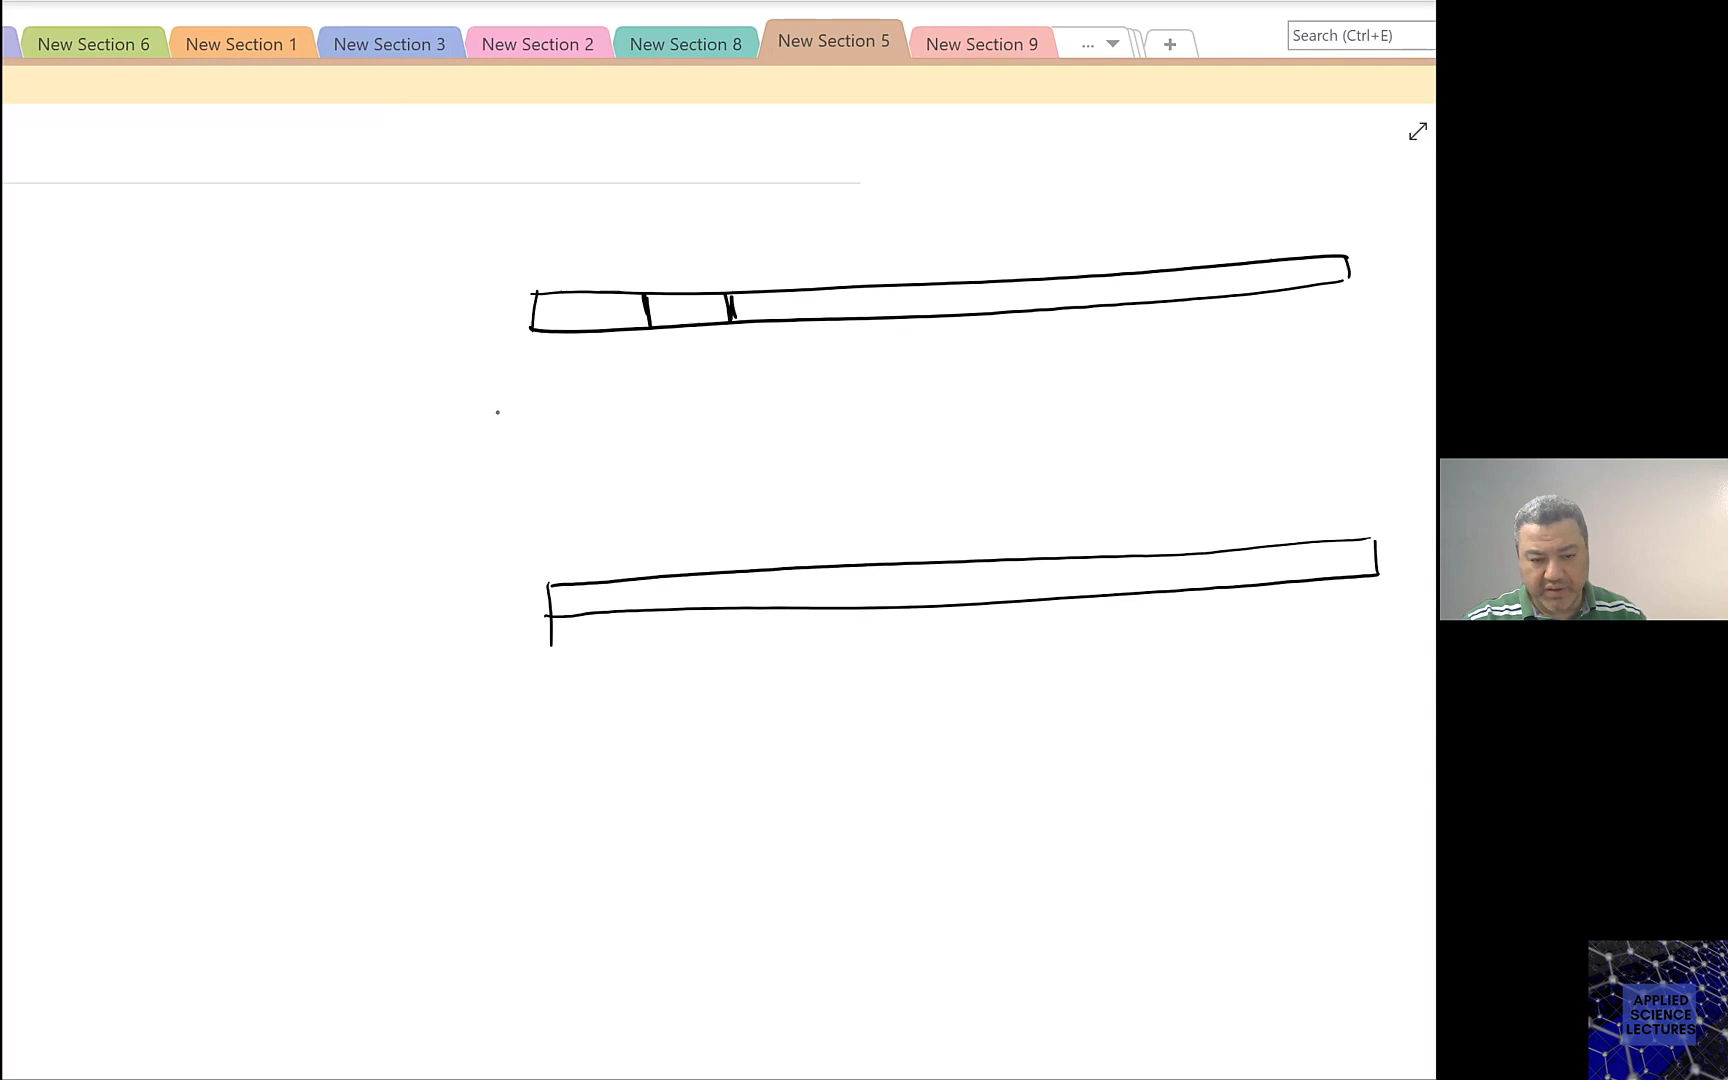 New Section 6 New Section 1 New Section 3 New Section 2 New Section 8 New Section 5 New Section 9 ... + Search (Ctrl+E)
APPLIED
SCIENCE
LECTURES